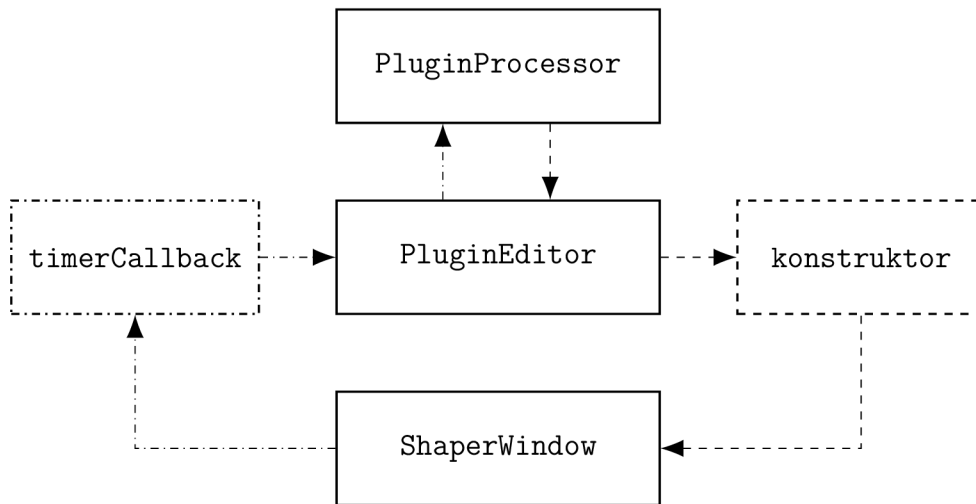 PluginProcessor
timerCallback
PluginEditor
konstruktor
ShaperWindow